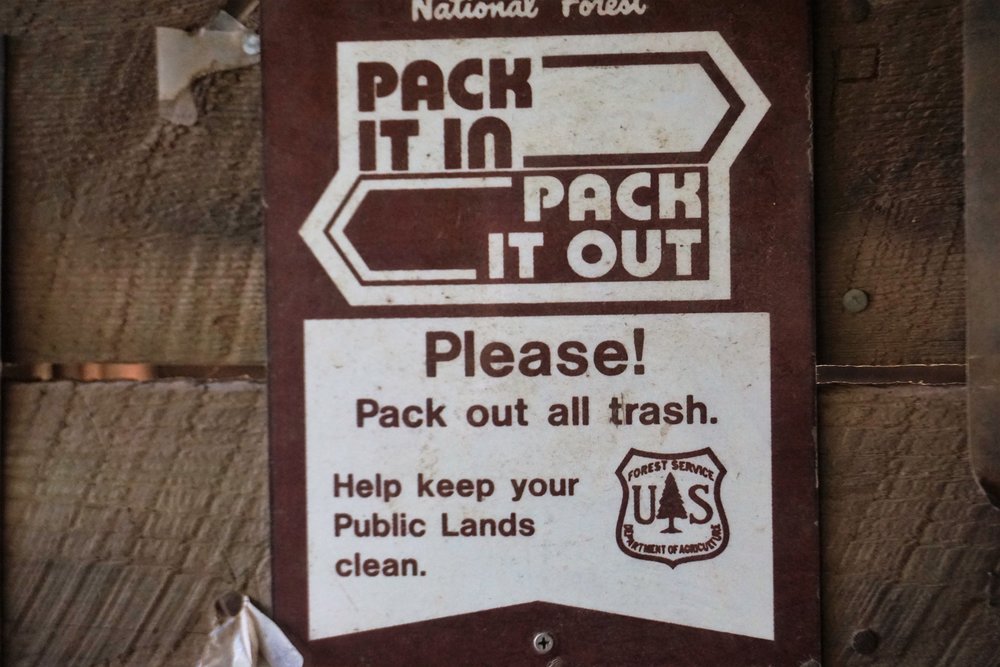 National Forest
PACK
IT IN
PACK
IT OUT
Please!
Pack out all trash.
Help keep your
Public Lands
clean.
FOREST SERVICE
U S
DEPARTMENT OF AGRICULTURE